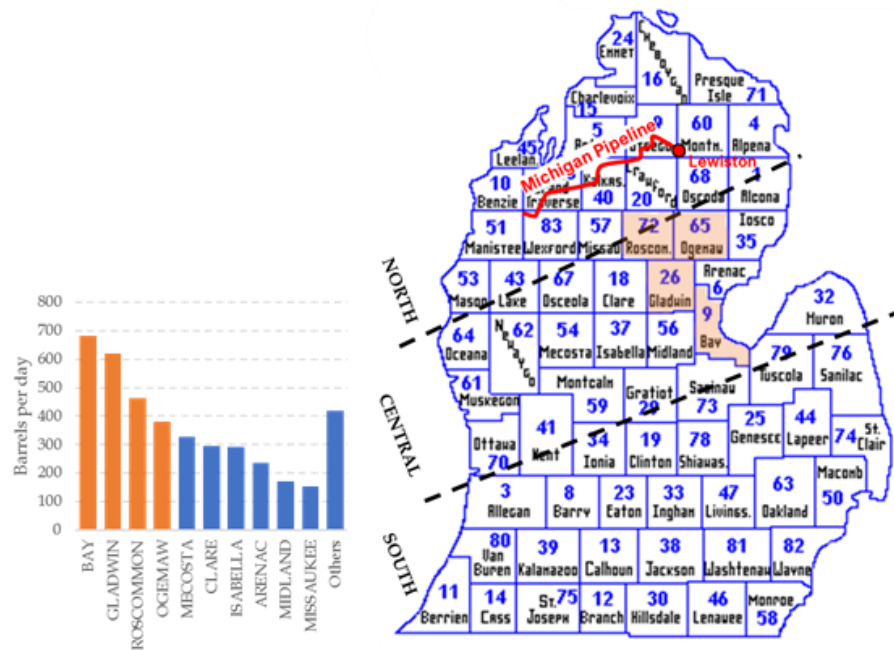 800
700
600
500
400
300
200
100
0
Barrels per day
BAY
GLADWIN
ROSCOMMON
OGEMAW
MECOSTA
CLARE
ISABELLA
ARENAC
MIDLAND
MISSAUKEE
Others
24
Emmet
Cheboygan
16
Presque
Isle
71
Charlevoix
15
5
9
Otsego
60
Montm.
4
Alpena
45
Leelan.
Michigan Pipeline
Lewiston
10
Benzie
Traverse
Kalkas.
40
Crawford
20
68
Oscoda
1
Alcona
51
Manistee
83
Wexford
57
Missau
72
Roscom.
65
Ogemaw
Iosco
35
NORTH
53
Mason
43
Lake
67
Osceola
18
Clare
26
Gladwin
Arenac
6
32
Huron
64
Oceana
Newaygo
62
54
Mecosta
37
Isabella
56
Midland
9
Bay
79
Tuscola
76
Sanilac
61
Muskegon
Montcalm
59
Gratiot
29
Saginaw
73
CENTRAL
Ottawa
70
41
Kent
34
Ionia
19
Clinton
78
Shiawas.
25
Genesee
44
Lapeer
74
St.
Clair
3
Allegan
8
Barry
23
Eaton
33
Ingham
47
Livinss.
63
Oakland
Macomb
50
SOUTH
80
Van
Buren
39
Kalamazoo
13
Calhoun
38
Jackson
81
Washtenaw
82
Wayne
11
Berrien
14
Cass
St.
Joseph
75
12
Branch
30
Hillsdale
46
Lenawee
Monroe
58